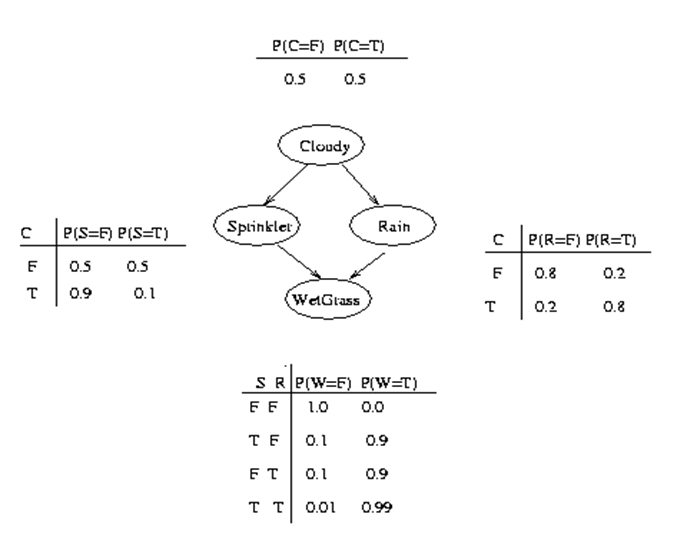 P(C=F) P(C=T)
0.5 0.5
Cloudy
Sprinkler
Rain
C P(S=F) P(S=T)
F 0.5 0.5
T 0.9 0.1
C P(R=F) P(R=T)
F 0.8 0.2
T 0.2 0.8
WetGrass
S R P(W=F) P(W=T)
F F 1.0 0.0
T F 0.1 0.9
F T 0.1 0.9
T T 0.01 0.99